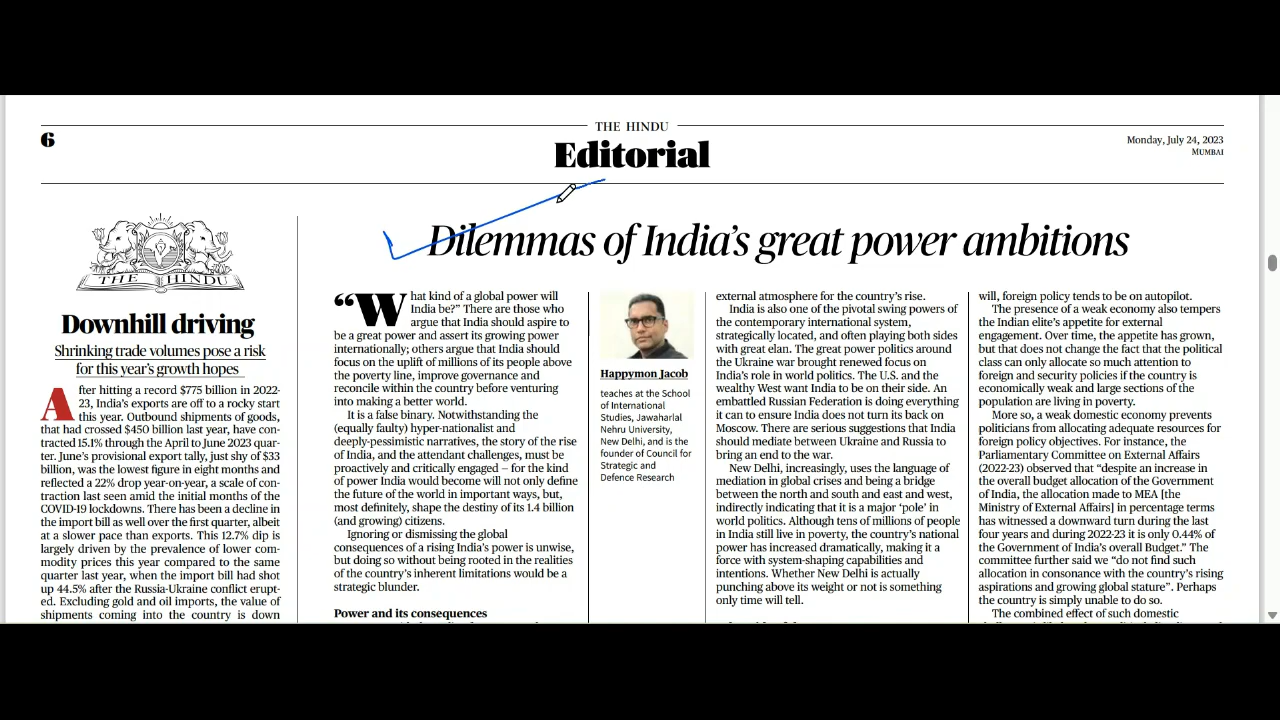 THE HINDU
6
Editorial
Monday, July 24, 2023
MUMBAI
THE HINDU
Downhill driving
Shrinking trade volumes pose a risk
for this year's growth hopes
After hitting a record $775 billion in 2022-
23, India's exports are off to a rocky start
this year. Outbound shipments of goods,
that had crossed $450 billion last year, have con-
tracted 15.1% through the April to June 2023 quar-
ter. June's provisional export tally, just shy of $33
billion, was the lowest figure in eight months and
reflected a 22% drop year-on-year, a scale of con-
traction last seen amid the initial months of the
COVID-19 lockdowns. There has been a decline in
the import bill as well over the first quarter, albeit
at a slower pace than exports. This 12.7% dip is
largely driven by the prevalence of lower com-
modity prices this year compared to the same
quarter last year, when the import bill had shot
up 44.5% after the Russia-Ukraine conflict erupt-
ed. Excluding gold and oil imports, the value of
shipments coming into the country is down
Dilemmas of India's great power ambitions
“What kind of a global power will
India be?” There are those who
argue that India should aspire to
be a great power and assert its growing power
internationally; others argue that India should
focus on the uplift of millions of its people above
the poverty line, improve governance and
reconcile within the country before venturing
into making a better world.
It is a false binary. Notwithstanding the
(equally faulty) hyper-nationalist and
deeply-pessimistic narratives, the story of the rise
of India, and the attendant challenges, must be
proactively and critically engaged – for the kind
of power India would become will not only define
the future of the world in important ways, but,
most definitely, shape the destiny of its 1.4 billion
(and growing) citizens.
Ignoring or dismissing the global
consequences of a rising India's power is unwise,
but doing so without being rooted in the realities
of the country's inherent limitations would be a
strategic blunder.
Power and its consequences
Happymon Jacob
teaches at the School
of International
Studies, Jawaharlal
Nehru University,
New Delhi, and is the
founder of Council for
Strategic and
Defence Research
external atmosphere for the country's rise.
India is also one of the pivotal swing powers of
the contemporary international system,
strategically located, and often playing both sides
with great elan. The great power politics around
the Ukraine war brought renewed focus on
India's role in world politics. The U.S. and the
wealthy West want India to be on their side. An
embattled Russian Federation is doing everything
it can to ensure India does not turn its back on
Moscow. There are serious suggestions that India
should mediate between Ukraine and Russia to
bring an end to the war.
New Delhi, increasingly, uses the language of
mediation in global crises and being a bridge
between the north and south and east and west,
indirectly indicating that it is a major ‘pole’ in
world politics. Although tens of millions of people
in India still live in poverty, the country's national
power has increased dramatically, making it a
force with system-shaping capabilities and
intentions. Whether New Delhi is actually
punching above its weight or not is something
only time will tell.
will, foreign policy tends to be on autopilot.
The presence of a weak economy also tempers
the Indian elite's appetite for external
engagement. Over time, the appetite has grown,
but that does not change the fact that the political
class can only allocate so much attention to
foreign and security policies if the country is
economically weak and large sections of the
population are living in poverty.
More so, a weak domestic economy prevents
politicians from allocating adequate resources for
foreign policy objectives. For instance, the
Parliamentary Committee on External Affairs
(2022-23) observed that “despite an increase in
the overall budget allocation of the Government
of India, the allocation made to MEA [the
Ministry of External Affairs] in percentage terms
has witnessed a downward turn during the last
four years and during 2022-23 it is only 0.44% of
the Government of India's overall Budget.” The
committee further said we “do not find such
allocation in consonance with the country's rising
aspirations and growing global stature”. Perhaps
the country is simply unable to do so.
The combined effect of such domestic